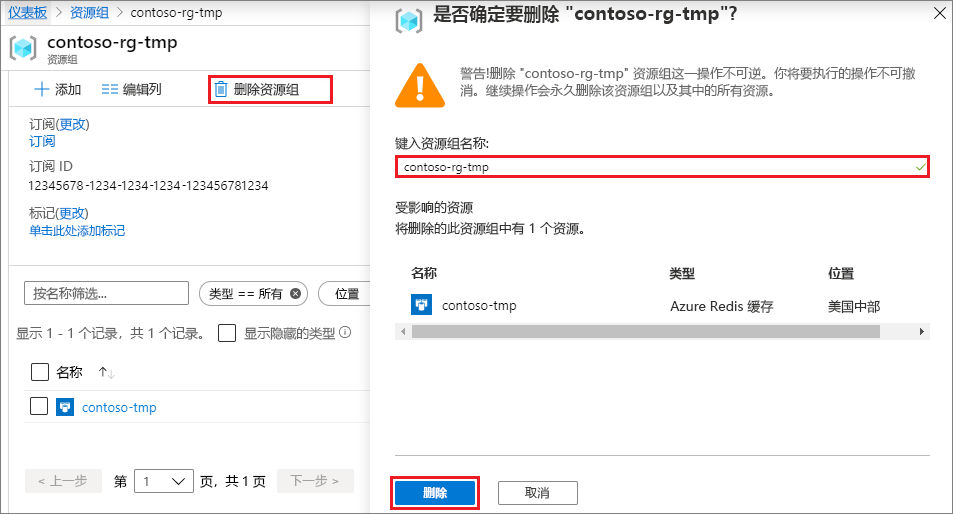 仪表板 > 资源组 > contoso-rg-tmp
contoso-rg-tmp
资源组
添加 编辑列 删除资源组
订阅(更改)
订阅
订阅 ID
12345678-1234-1234-1234-123456781234
标记(更改)
单击此处添加标记
按名称筛选... 类型 == 所有 位置
显示 1 - 1 个记录，共 1 个记录。 显示隐藏的类型
名称
contoso-tmp
< 上一步 第 1 页，共 1 页 下一步 >
是否确定要删除 "contoso-rg-tmp"?
警告!删除 "contoso-rg-tmp" 资源组这一操作不可逆。你将要执行的操作不可撤
消。继续操作会永久删除该资源组以及其中的所有资源。
键入资源组名称:
contoso-rg-tmp
受影响的资源
将删除的此资源组中有 1 个资源。
名称 类型 位置
contoso-tmp Azure Redis 缓存 美国中部
删除 取消